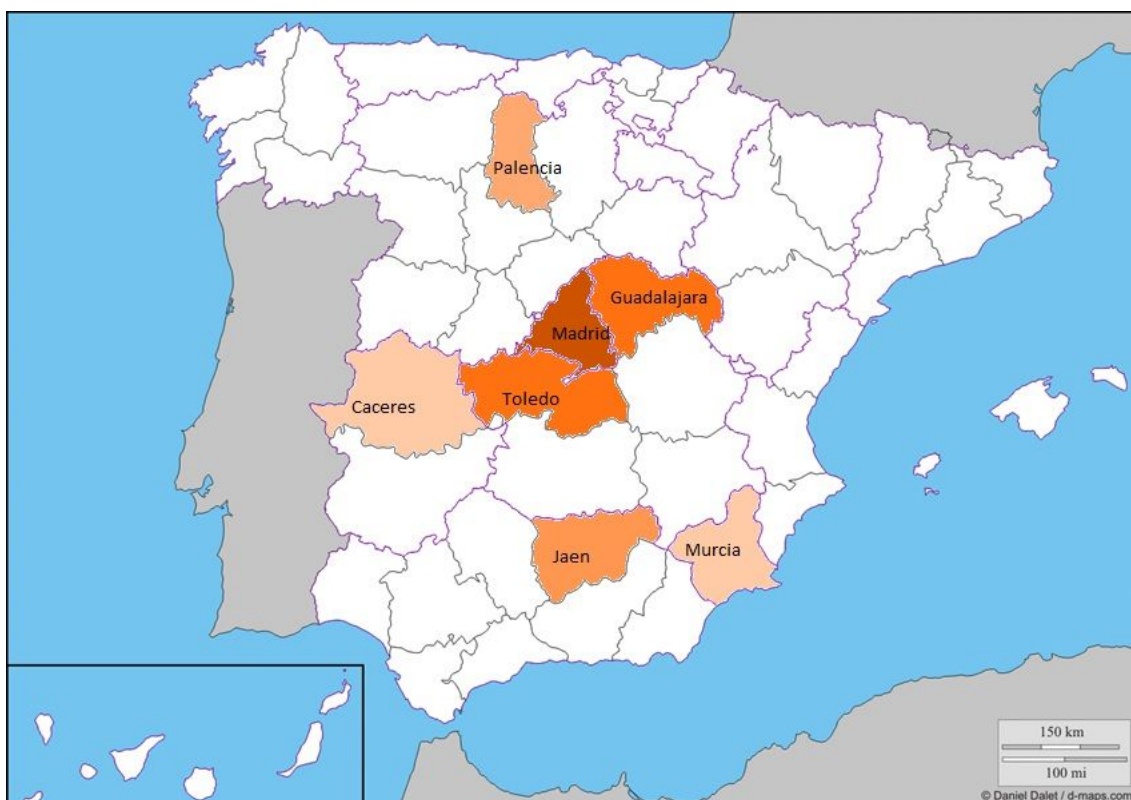 Palencia
Guadalajara
Madrid
Toledo
Caceres
Jaen
Murcia
150 km
100 mi
© Daniel Dalet / d-maps.com